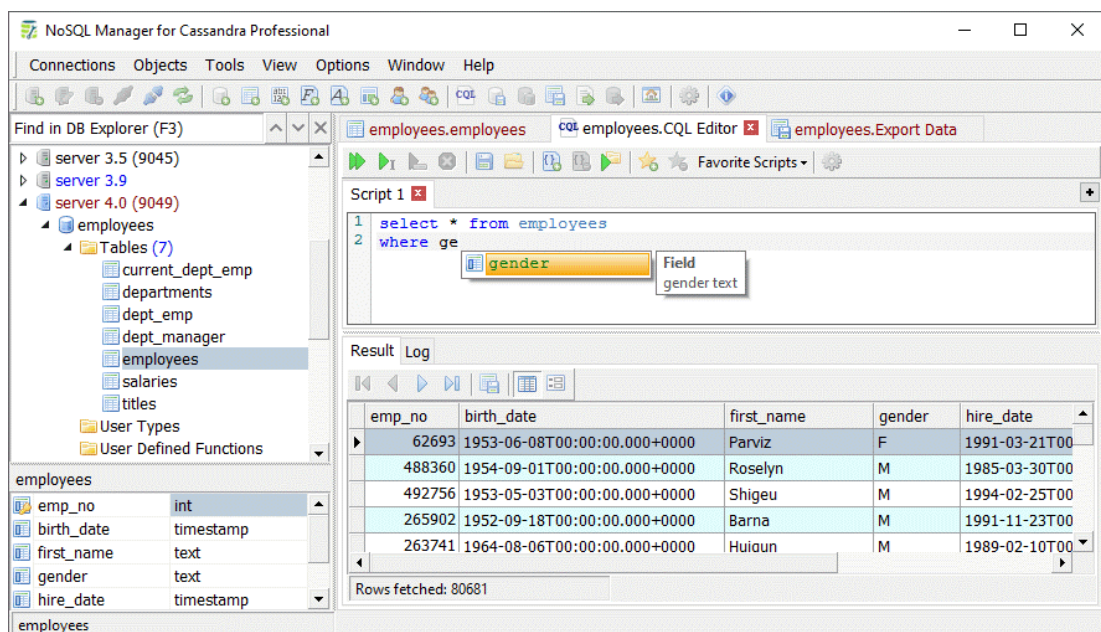 NoSQL Manager for Cassandra Professional
Connections Objects Tools View Options Window Help
CQL
Find in DB Explorer (F3)
server 3.5 (9045)
server 3.9
server 4.0 (9049)
employees
Tables (7)
current_dept_emp
departments
dept_emp
dept_manager
employees
salaries
titles
User Types
User Defined Functions
employees
emp_no int
birth_date timestamp
first_name text
gender text
hire_date timestamp
employees
employees.employees CQL employees.CQL Editor employees.Export Data
Favorite Scripts
Script 1
1 select * from employees
2 where ge
gender
Field
gender text
Result Log
emp_no birth_date first_name gender hire_date
62693 1953-06-08T00:00:00.000+0000 Parviz F 1991-03-21T00
488360 1954-09-01T00:00:00.000+0000 Roselyn M 1985-03-30T00
492756 1953-05-03T00:00:00.000+0000 Shigeu M 1994-02-25T00
265902 1952-09-18T00:00:00.000+0000 Barna M 1991-11-23T00
263741 1964-08-06T00:00:00.000+0000 Huiqun M 1989-02-10T00
Rows fetched: 80681